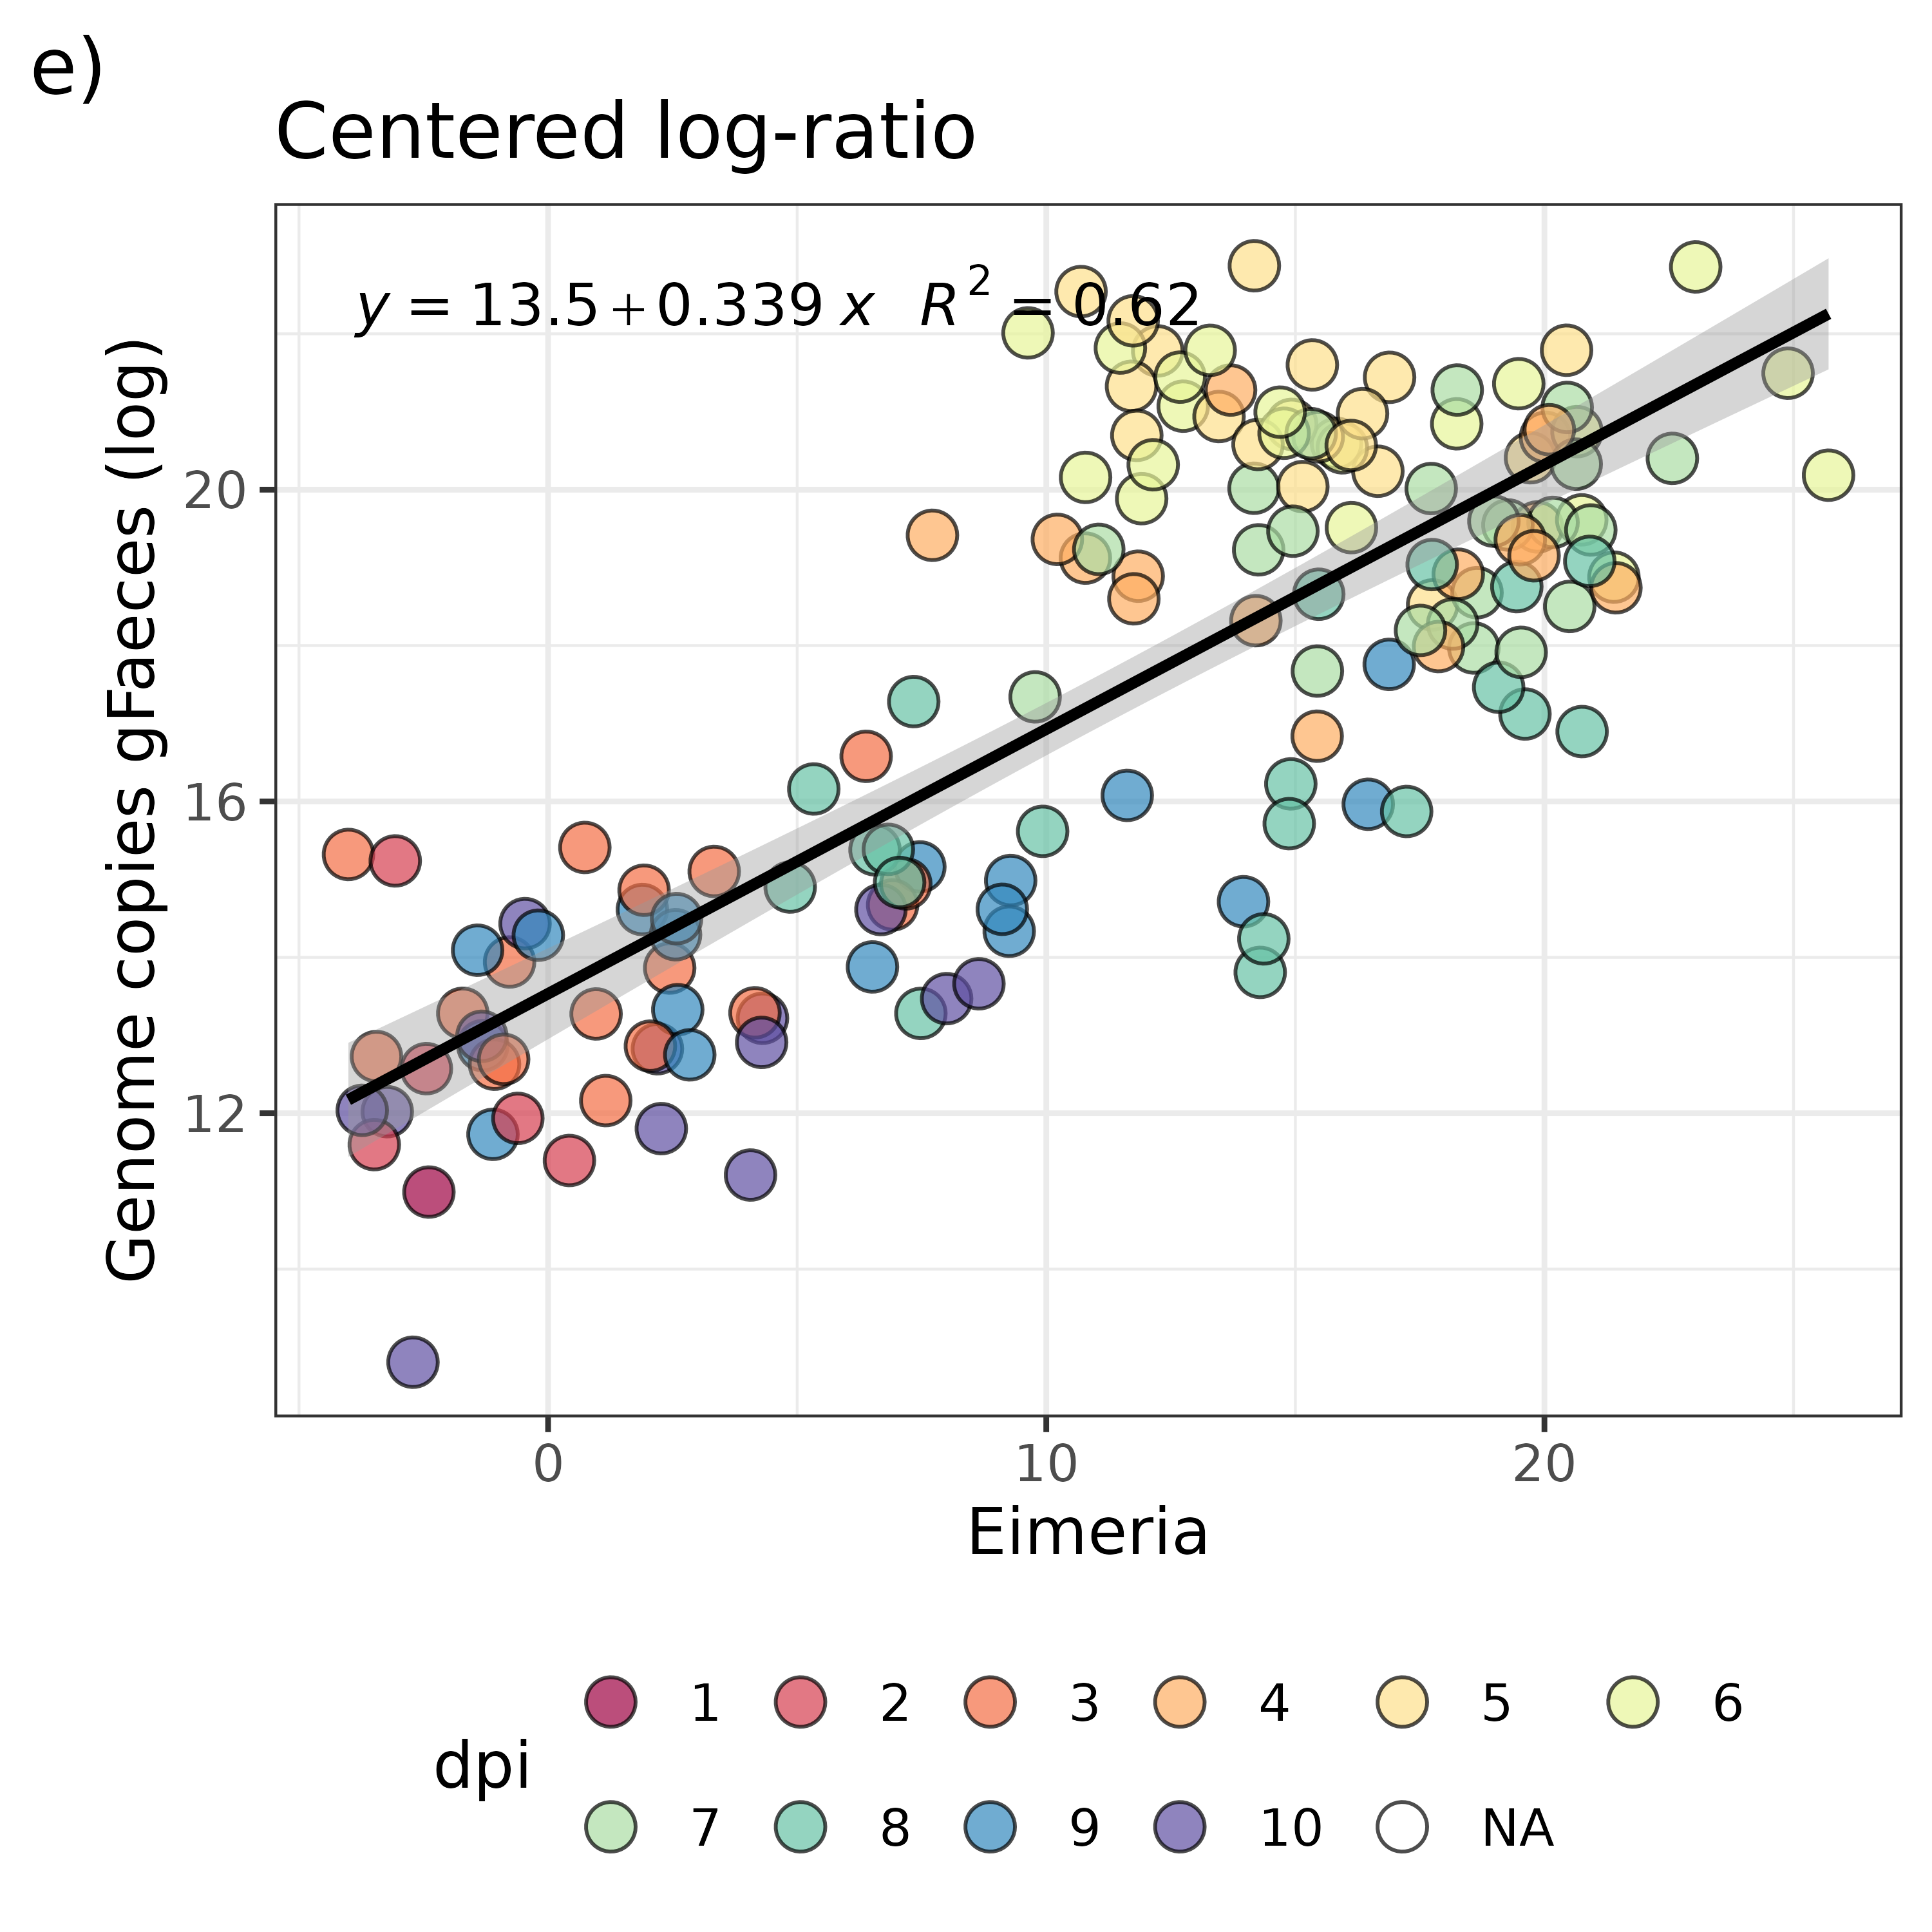 e)
Centered log-ratio
y = 13.5+0.339 x R² = 0.62
Genome copies gFaeces (log)
20
16
12
0 10 20
Eimeria
dpi
1 2 3 4 5 6
7 8 9 10 NA